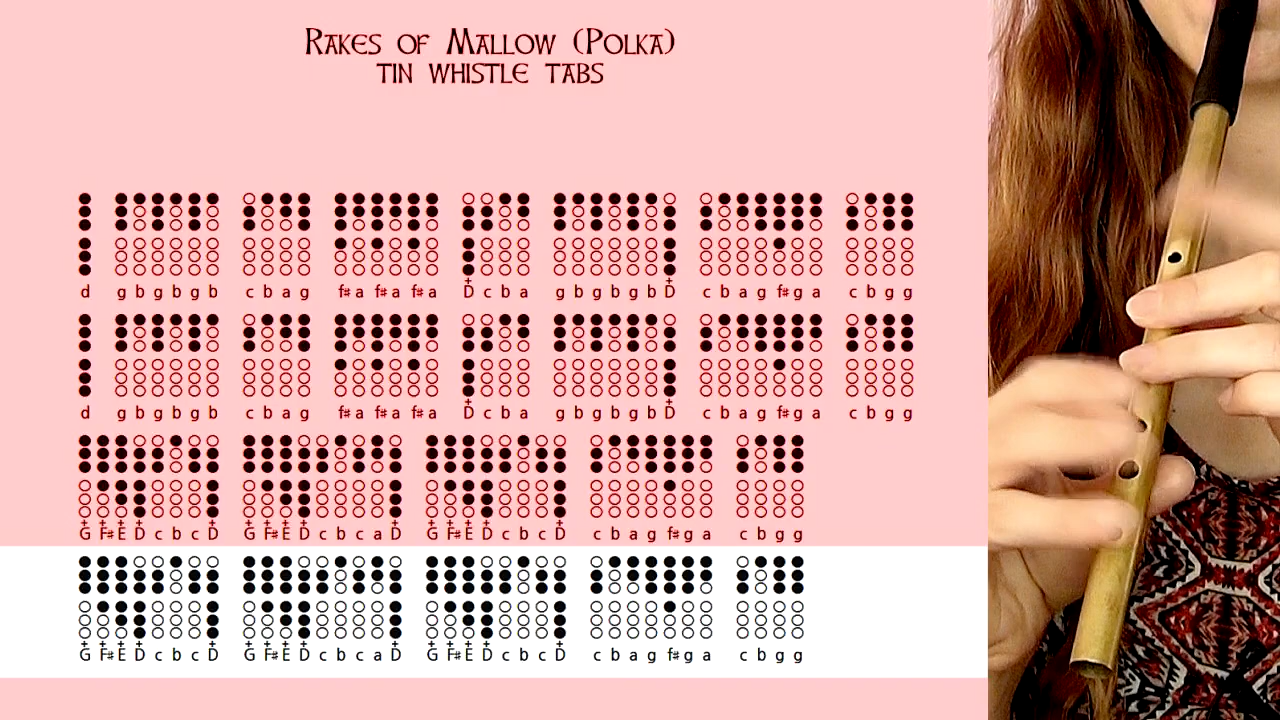 Rakes of Mallow (Polka)
tin whistle tabs
d g b g b g b c b a g f# a f# a f# a D c b a g b g b g b D c b a g f# g a c b g g
d g b g b g b c b a g f# a f# a f# a D c b a g b g b g b D c b a g f# g a c b g g
G F# E D c b c D G F# E D c b c a D G F# E D c b c D c b a g f# g a c b g g
G F# E D c b c D G F# E D c b c a D G F# E D c b c D c b a g f# g a c b g g